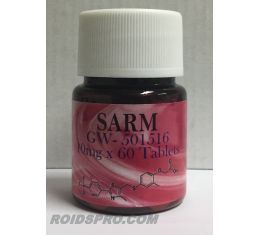 SARM
GW- 501516
10mg x 60 Tablets
ROIDSPRO.COM